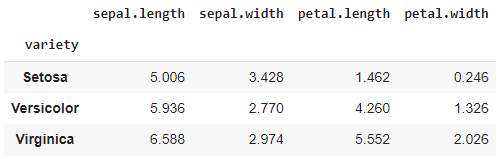 sepal.length sepal.width petal.length petal.width
variety
Setosa 5.006 3.428 1.462 0.246
Versicolor 5.936 2.770 4.260 1.326
Virginica 6.588 2.974 5.552 2.026